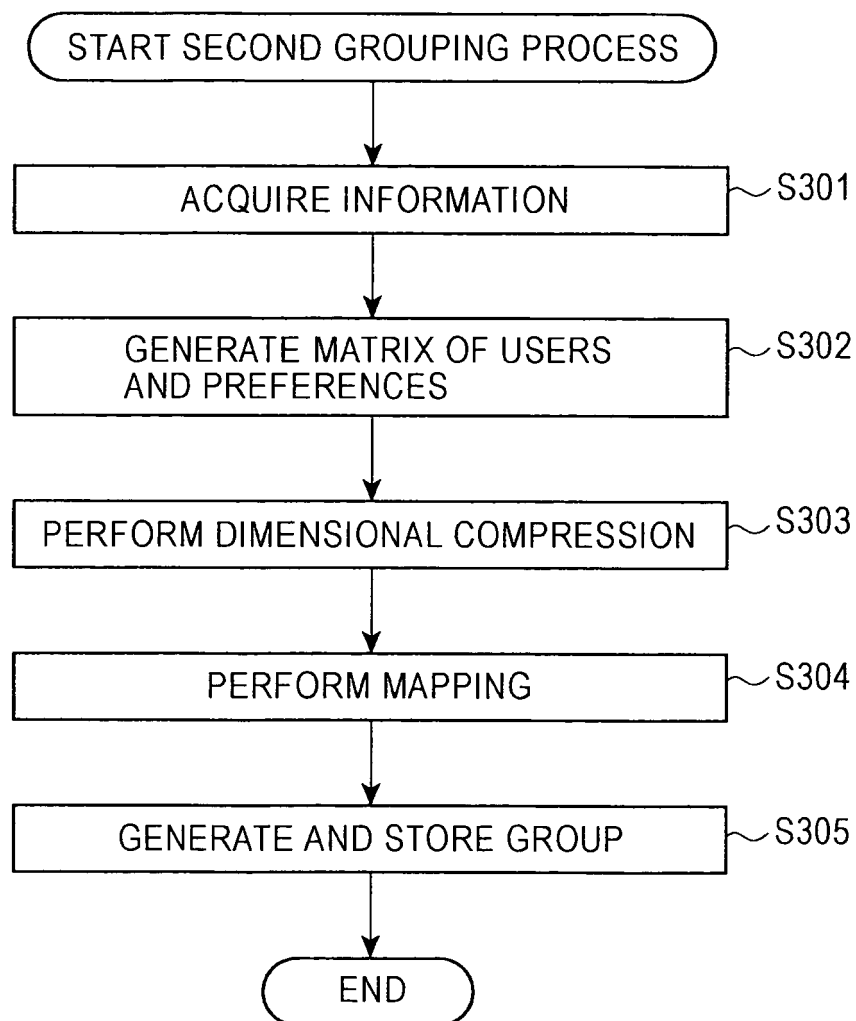 START SECOND GROUPING PROCESS
ACQUIRE INFORMATION
S301
GENERATE MATRIX OF USERS
AND PREFERENCES
S302
PERFORM DIMENSIONAL COMPRESSION
S303
PERFORM MAPPING
S304
GENERATE AND STORE GROUP
S305
END